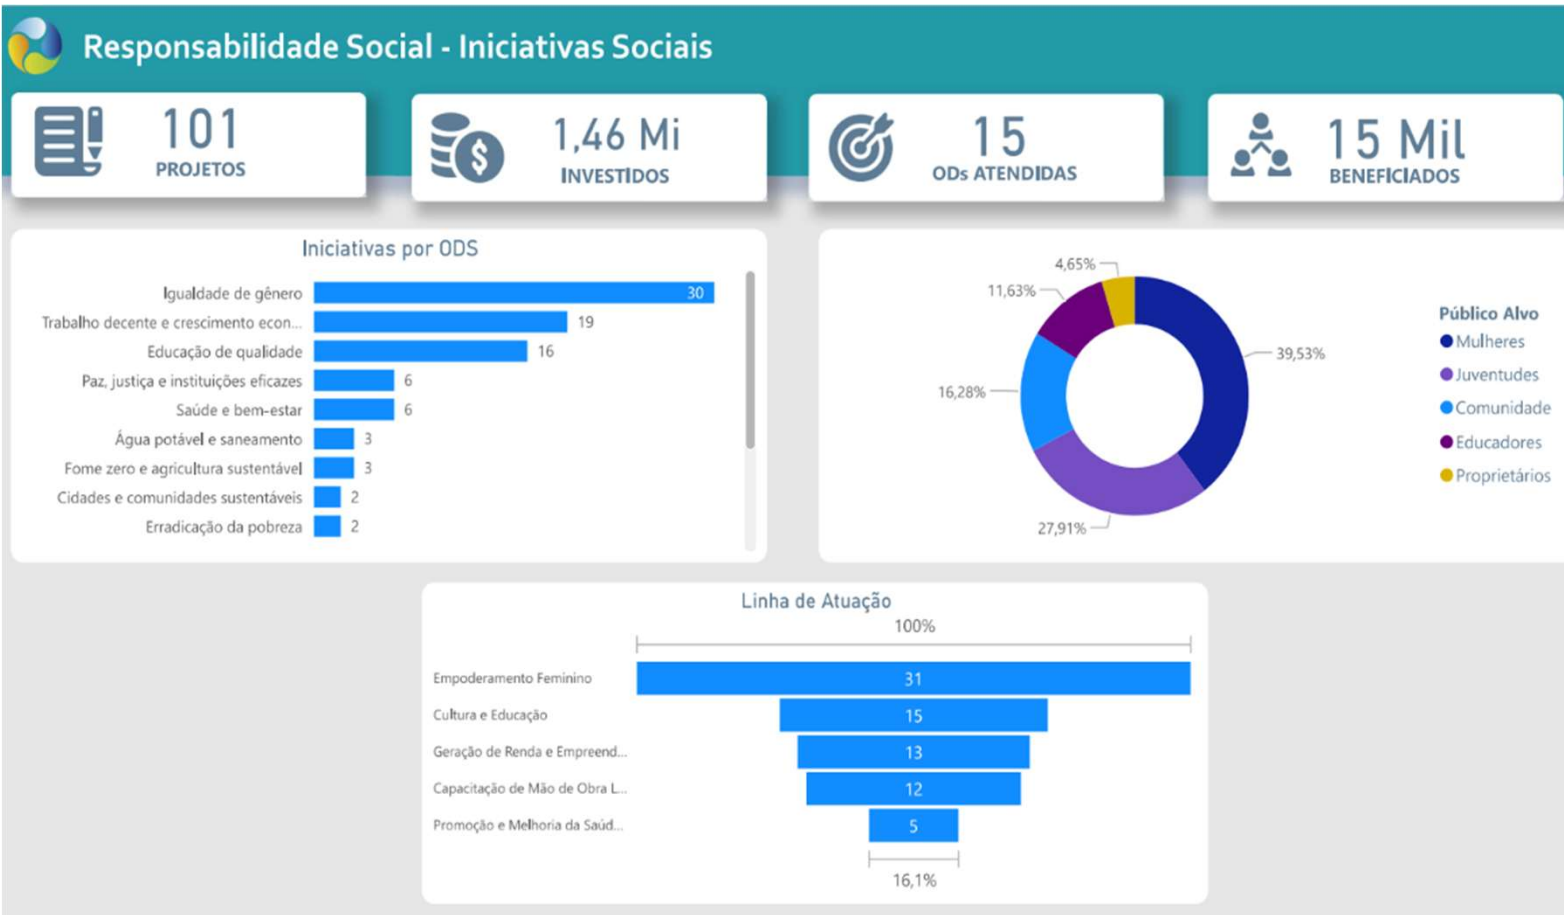 Responsabilidade Social - Iniciativas Sociais
101
PROJETOS
1,46 Mi
INVESTIDOS
15
ODs ATENDIDAS
15 Mil
BENEFICIADOS
Iniciativas por ODS
Igualdade de gênero 30
Trabalho decente e crescimento econ... 19
Educação de qualidade 16
Paz, justiça e instituições eficazes 6
Saúde e bem-estar 6
Água potável e saneamento 3
Fome zero e agricultura sustentável 3
Cidades e comunidades sustentáveis 2
Erradicação da pobreza 2
4,65%
11,63%
16,28%
27,91%
39,53%
Público Alvo
Mulheres
Juventudes
Comunidade
Educadores
Proprietários
Linha de Atuação
100%
Empoderamento Feminino 31
Cultura e Educação 15
Geração de Renda e Empreend... 13
Capacitação de Mão de Obra L... 12
Promoção e Melhoria da Saúd... 5
16,1%